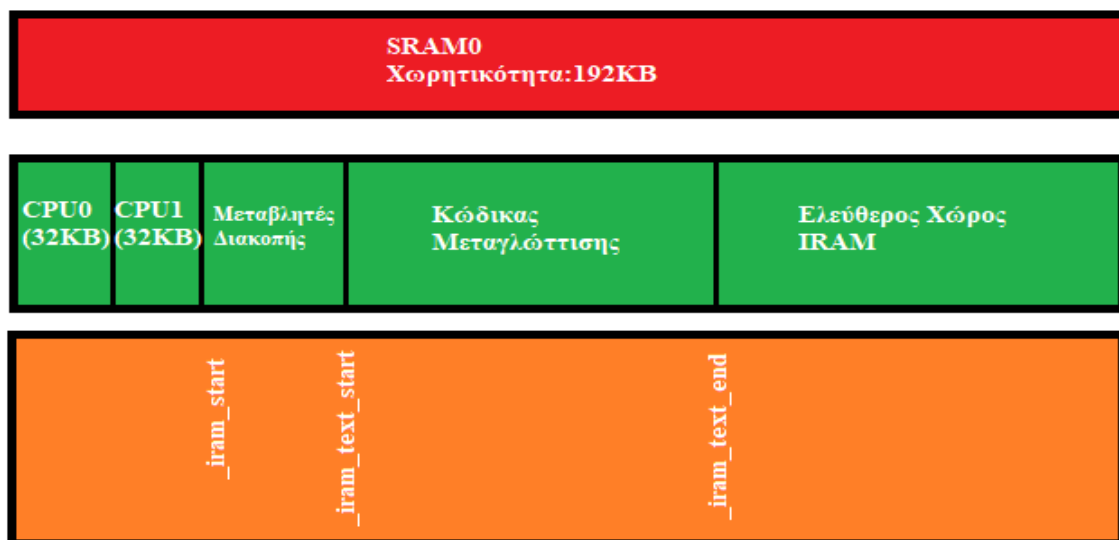 SRAM0
Χωρητικότητα:192KB
CPU0
(32KB)
CPU1
(32KB)
Μεταβλητές
Διακοπής
Κώδικας
Μεταγλώττισης
Ελεύθερος Χώρος
IRAM
_iram_start
_iram_text_start
_iram_text_end